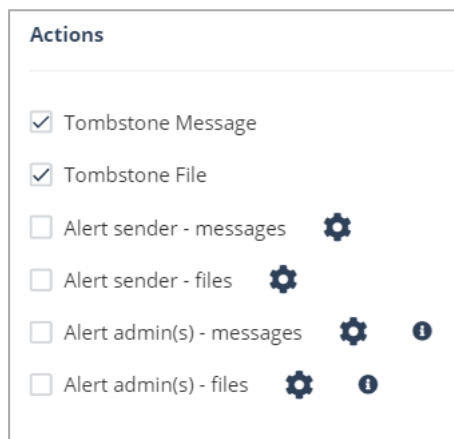 Actions
Tombstone Message
Tombstone File
Alert sender - messages
Alert sender - files
Alert admin(s) - messages
Alert admin(s) - files